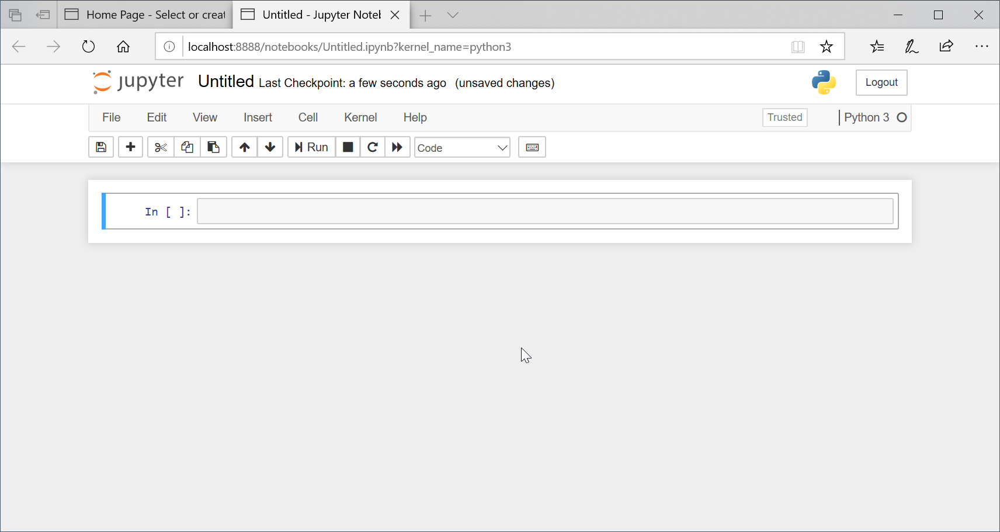 Home Page - Select or creat
Untitled - Jupyter Noteb
localhost:8888/notebooks/Untitled.ipynb?kernel_name=python3
jupyter Untitled Last Checkpoint: a few seconds ago (unsaved changes)
Logout
File Edit View Insert Cell Kernel Help
Trusted
Python 3
Run
Code
In [ ]: